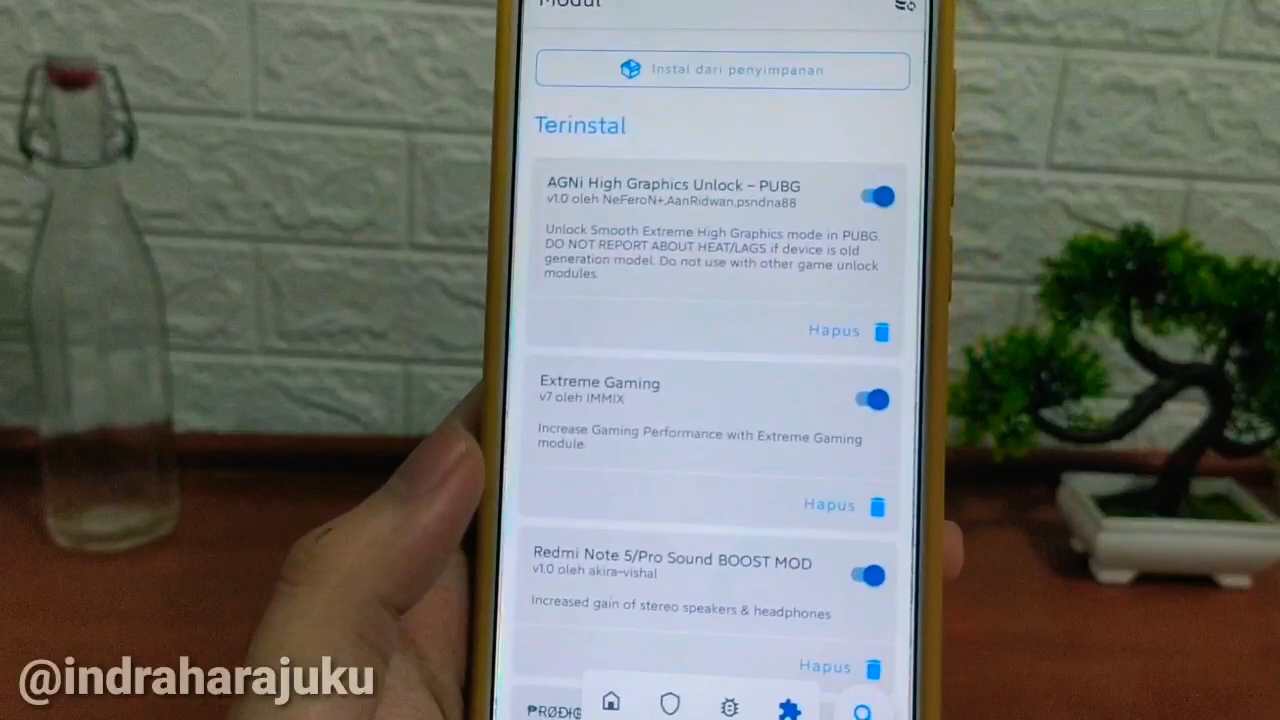 Modul
Instal dari penyimpanan
Terinstal
AGNi High Graphics Unlock – PUBG
v1.0 oleh NeFeroN+,AanRidwan,psndna88
Unlock Smooth Extreme High Graphics mode in PUBG.
DO NOT REPORT ABOUT HEAT/LAGS if device is old
generation model. Do not use with other game unlock
modules.
Hapus
Extreme Gaming
v7 oleh IMMIX
Increase Gaming Performance with Extreme Gaming
module.
Hapus
Redmi Note 5/Pro Sound BOOST MOD
v1.0 oleh akira-vishal
Increased gain of stereo speakers & headphones
Hapus
@indraharajuku